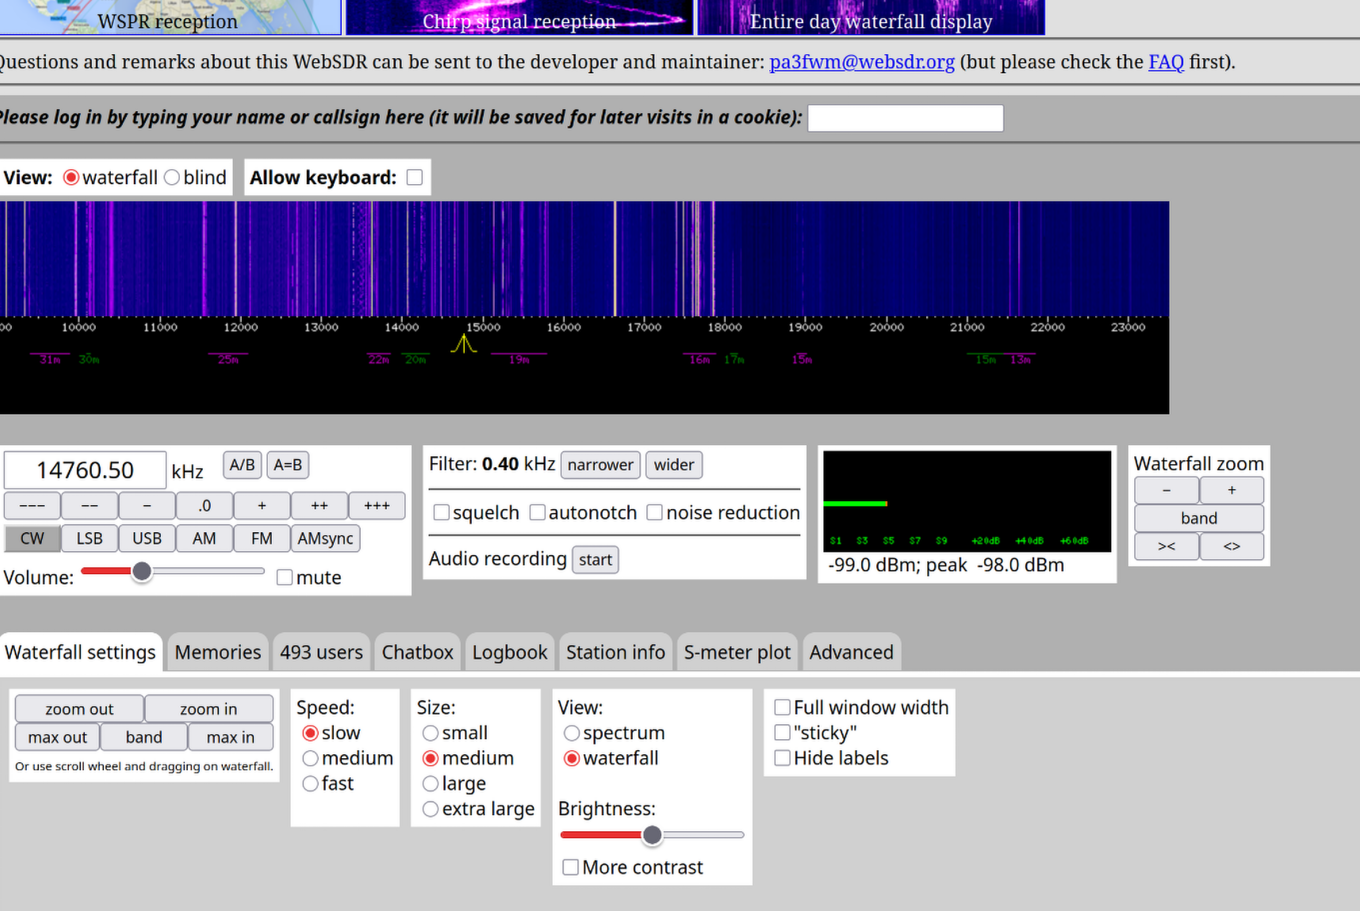 WSPR reception
Chirp signal reception
Entire day waterfall display
Questions and remarks about this WebSDR can be sent to the developer and maintainer: pa3fwm@websdr.org (but please check the FAQ first).
Please log in by typing your name or callsign here (it will be saved for later visits in a cookie):
View: waterfall blind
Allow keyboard:
00 10000 11000 12000 13000 14000 15000 16000 17000 18000 19000 20000 21000 22000 23000
31m 30m 25m 22m 20m 19m 16m 17m 15m 15m 13m
14760.50 kHz A/B A=B
--- -- - .0 + ++ +++
CW LSB USB AM FM AMsync
Volume: mute
Filter: 0.40 kHz narrower wider
squelch autonotch noise reduction
Audio recording start
S1 S3 S5 S7 S9 +20dB +40dB +60dB
-99.0 dBm; peak -98.0 dBm
Waterfall zoom
- +
band
>< <>
Waterfall settings Memories 493 users Chatbox Logbook Station info S-meter plot Advanced
zoom out zoom in
max out band max in
Or use scroll wheel and dragging on waterfall.
Speed:
slow
medium
fast
Size:
small
medium
large
extra large
View:
spectrum
waterfall
Brightness:
More contrast
Full window width
"sticky"
Hide labels